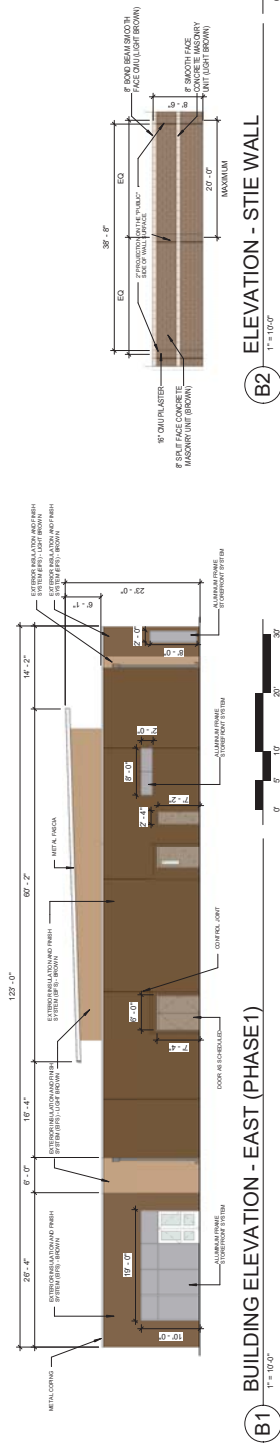 METAL COPING
EXTERIOR INSULATION AND FINISH
SYSTEM (EIFS) - BROWN
EXTERIOR INSULATION AND FINISH
SYSTEM (EIFS) - LIGHT BROWN
EXTERIOR INSULATION AND FINISH
SYSTEM (EIFS) - BROWN
METAL FASCIA
EXTERIOR INSULATION AND FINISH
SYSTEM (EIFS) - LIGHT BROWN
EXTERIOR INSULATION AND FINISH
SYSTEM (EIFS) - BROWN
123' - 0"
26' - 4"
6' - 0"
16' - 4"
60' - 2"
14' - 2"
6' - 1"
23' - 0"
10' - 0"
19' - 0"
7' - 4"
6' - 0"
2' - 4"
7' - 2"
8' - 0"
2' - 0"
2' - 0"
8' - 0"
ALUMINUM FRAME
STOREFRONT SYSTEM
DOOR AS SCHEDULED
CONTROL JOINT
ALUMINUM FRAME
STOREFRONT SYSTEM
ALUMINUM FRAME
STOREFRONT SYSTEM
B1
BUILDING ELEVATION - EAST (PHASE1)
1" = 10'-0"
0'
5'
10'
20'
30'
38' - 8"
EQ
EQ
2" PROJECTION ON THE "PUBLIC"
SIDE OF WALL SURFACE.
8" BOND BEAM SMOOTH
FACE CMU (LIGHT BROWN)
8' - 6"
16" CMU PILASTER
8" SPLIT FACE CONCRETE
MASONRY UNIT (BROWN)
20' - 0"
MAXIMUM
8" SMOOTH FACE
CONCRETE MASONRY
UNIT (LIGHT BROWN)
B2
ELEVATION - STIE WALL
1" = 10'-0"